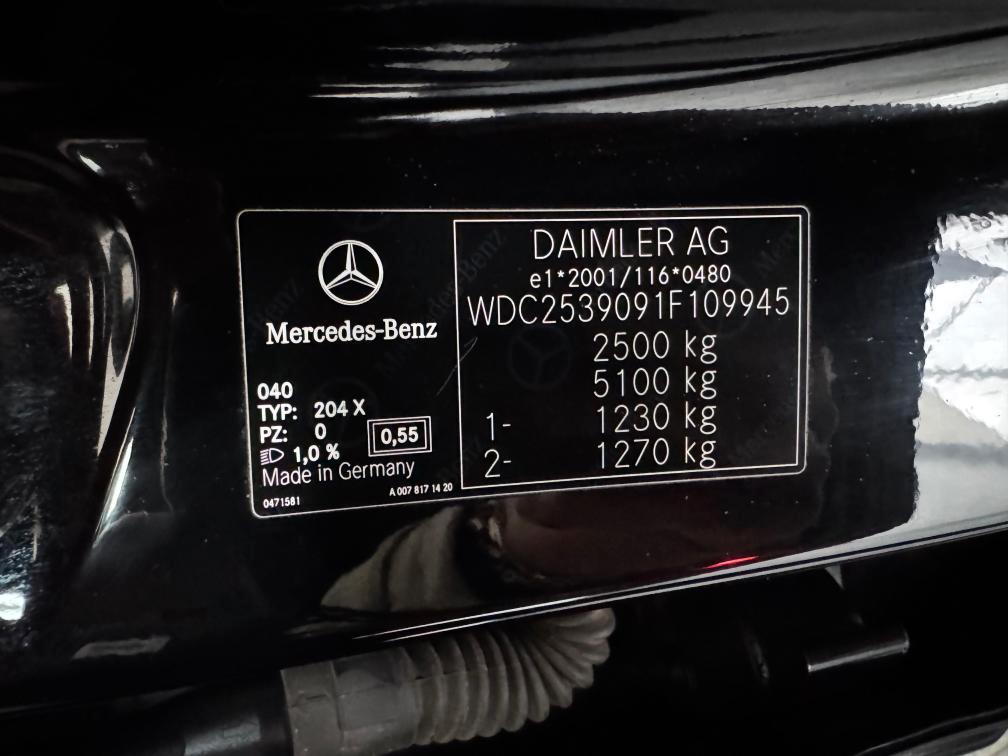 Mercedes-Benz
040
TYP: 204 X
PZ: 0
1,0 %
0,55
Made in Germany
0471581
A 007 817 14 20
DAIMLER AG
e1*2001/116*0480
WDC2539091F109945
2500 kg
5100 kg
1- 1230 kg
2- 1270 kg